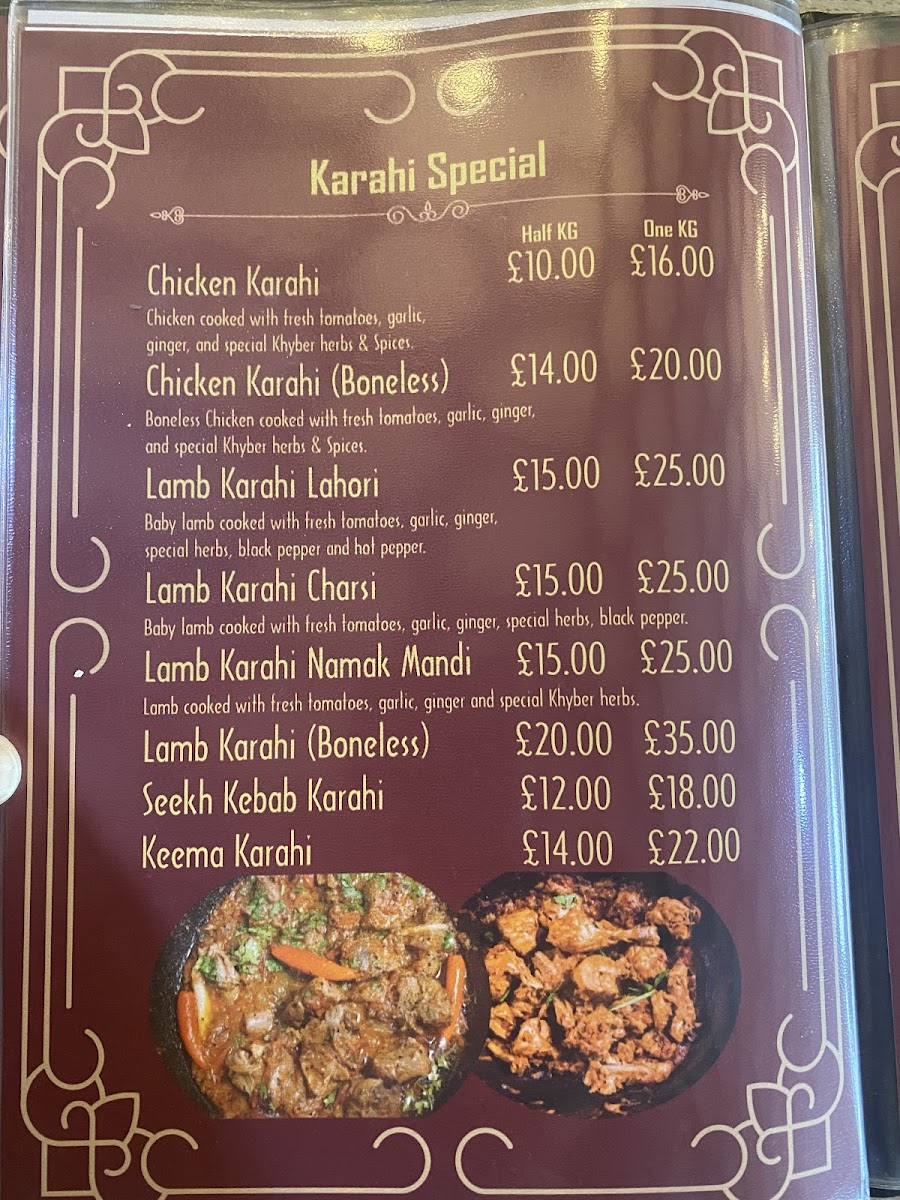 Karahi Special
Half KG One KG
Chicken Karahi £10.00 £16.00
Chicken cooked with fresh tomatoes, garlic,
ginger, and special Khyber herbs & Spices.
Chicken Karahi (Boneless) £14.00 £20.00
Boneless Chicken cooked with fresh tomatoes, garlic, ginger,
and special Khyber herbs & Spices.
Lamb Karahi Lahori £15.00 £25.00
Baby lamb cooked with fresh tomatoes, garlic, ginger,
special herbs, black pepper and hot pepper.
Lamb Karahi Charsi £15.00 £25.00
Baby lamb cooked with fresh tomatoes, garlic, ginger, special herbs, black pepper.
Lamb Karahi Namak Mandi £15.00 £25.00
Lamb cooked with fresh tomatoes, garlic, ginger and special Khyber herbs.
Lamb Karahi (Boneless) £20.00 £35.00
Seekh Kebab Karahi £12.00 £18.00
Keema Karahi £14.00 £22.00